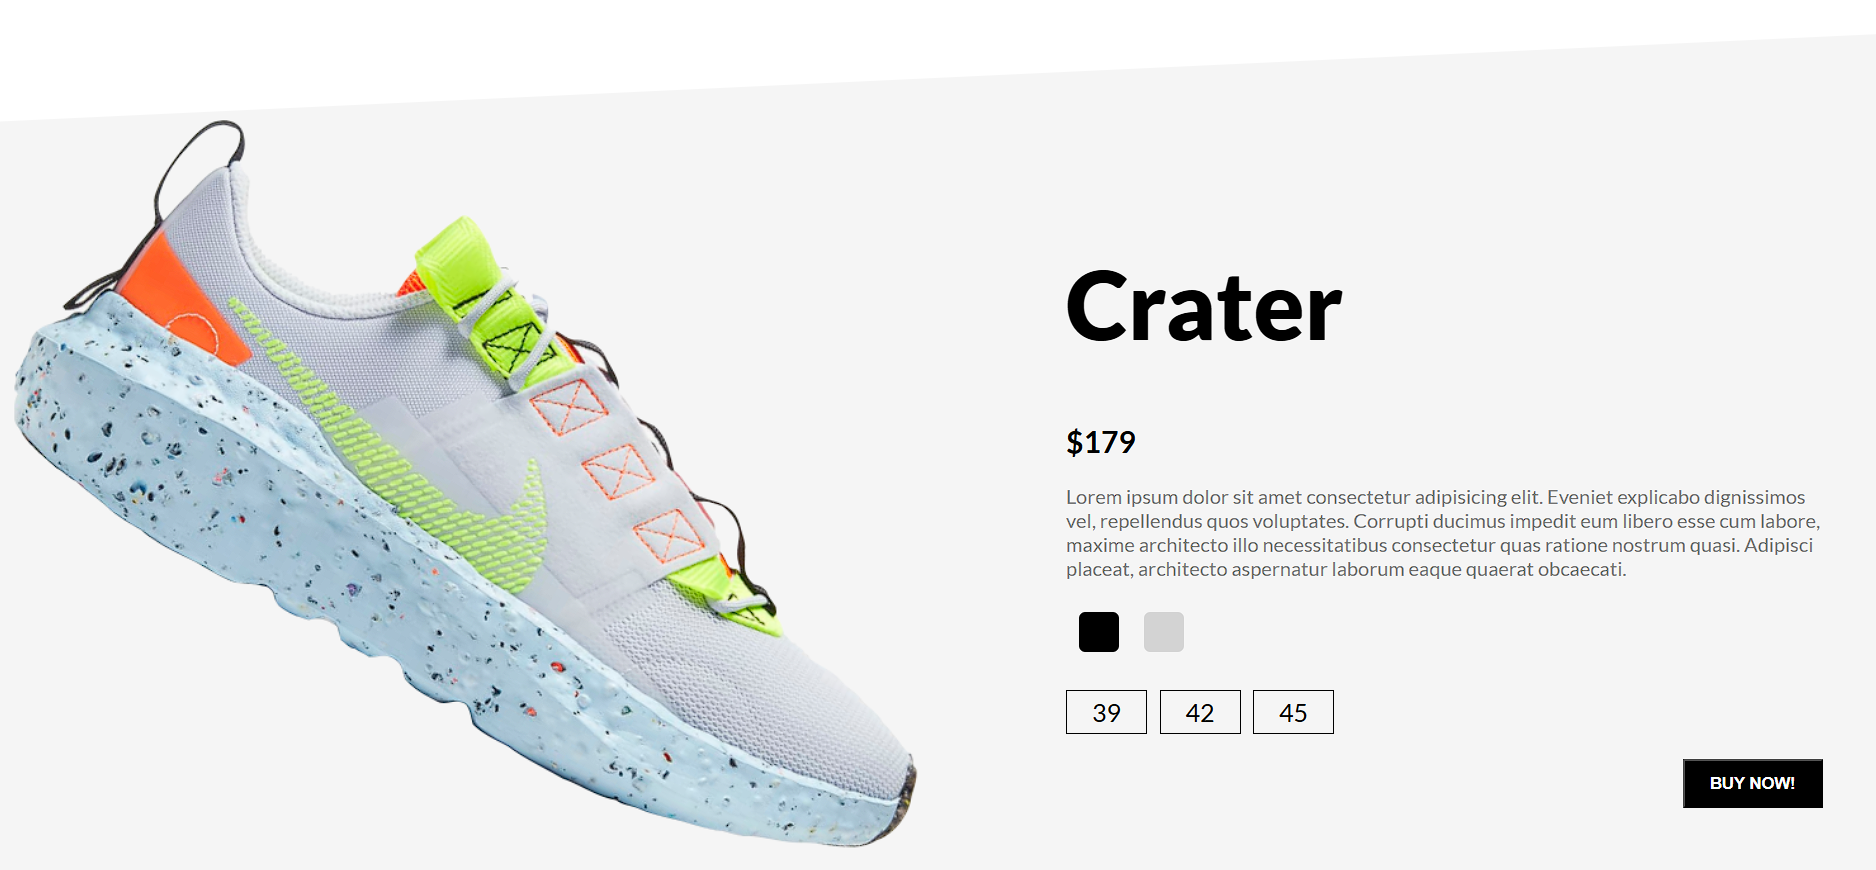 Crater
$179
Lorem ipsum dolor sit amet consectetur adipisicing elit. Eveniet explicabo dignissimos
vel, repellendus quos voluptates. Corrupti ducimus impedit eum libero esse cum labore,
maxime architecto illo necessitatibus consectetur quas ratione nostrum quasi. Adipisci
placeat, architecto aspernatur laborum eaque quaerat obcaecati.
39 42 45
BUY NOW!